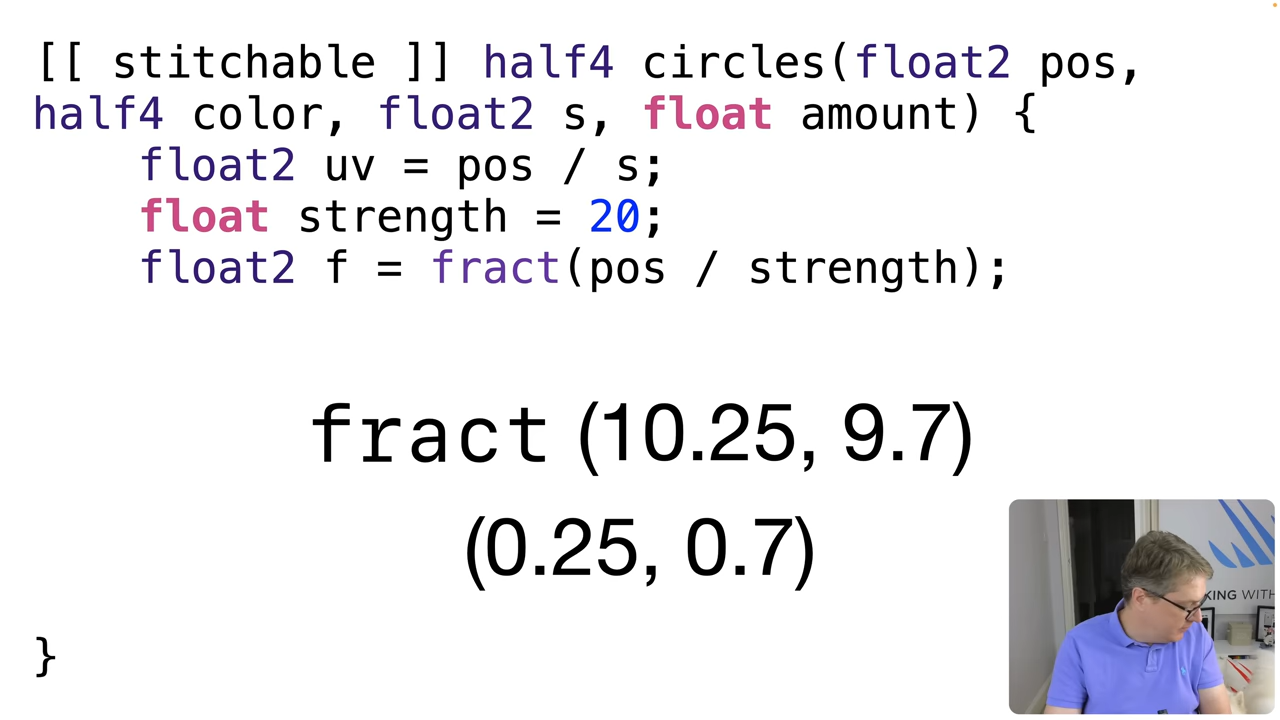 [[ stitchable ]] half4 circles(float2 pos,
half4 color, float2 s, float amount) {
    float2 uv = pos / s;
    float strength = 20;
    float2 f = fract(pos / strength);
fract (10.25, 9.7)
(0.25, 0.7)
KING WITH
}